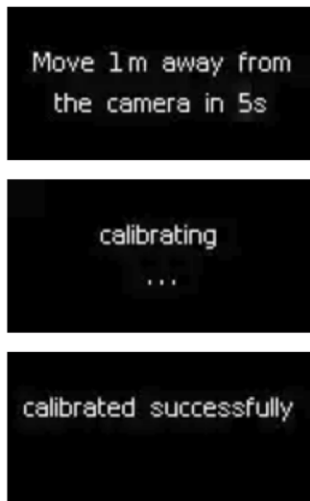 Move 1m away from
the camera in 5s
calibrating
...
calibrated successfully